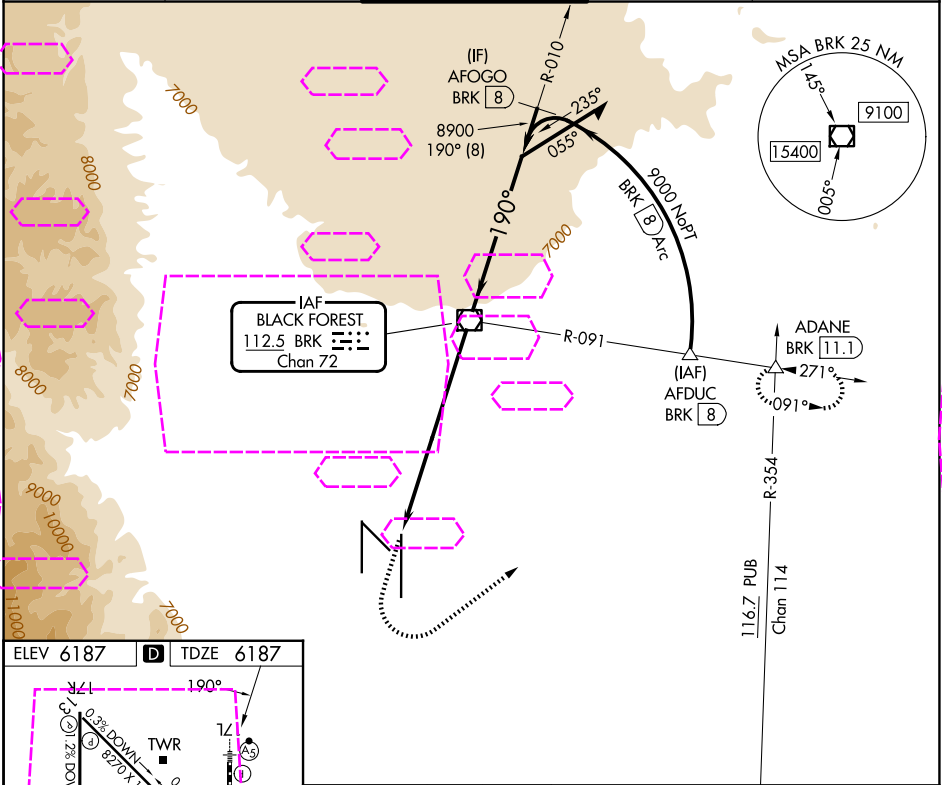 (IF)
AFOGO
BRK 8
R-010
235°
055°
8900
190° (8)
MSA BRK 25 NM
145°
9100
15400
005°
7000
8000
190°
9000 NoPT
BRK 8 Arc
7000
IAF
BLACK FOREST
112.5 BRK
Chan 72
R-091
ADANE
BRK 11.1
271°
091°
(IAF)
AFDUC
BRK 8
8000
7000
R-354
9000
10000
116.7 PUB
Chan 114
11000
7000
ELEV 6187
D
TDZE 6187
17R
190°
13
P
0.3% DOWN
TWR
P
8270 X
A5